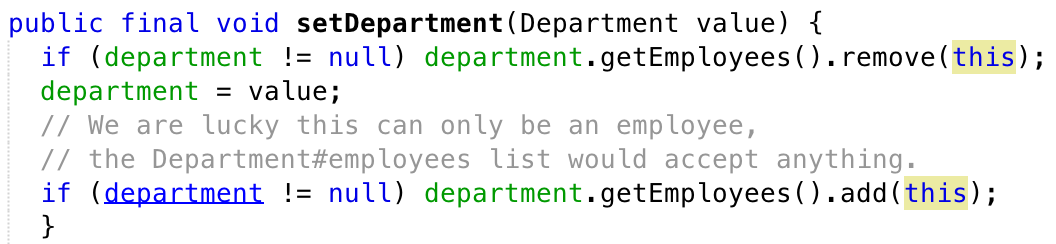 public final void setDepartment(Department value) {
if (department != null) department.getEmployees().remove(this);
department = value;
// We are lucky this can only be an employee,
// the Department#employees list would accept anything.
if (department != null) department.getEmployees().add(this);
}